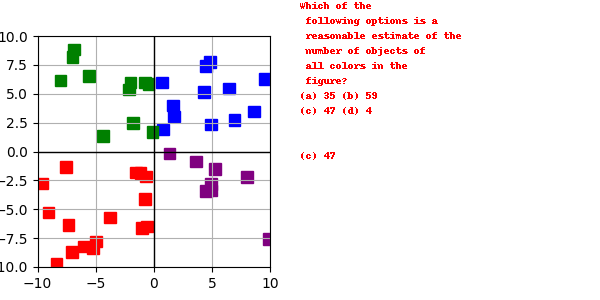 Which of the
following options is a
reasonable estimate of the
number of objects of
all colors in the
figure?
(a) 35 (b) 59
(c) 47 (d) 4
(c) 47
10.0
7.5
5.0
2.5
0.0
−2.5
−5.0
−7.5
10.0
−10 −5 0 5 10